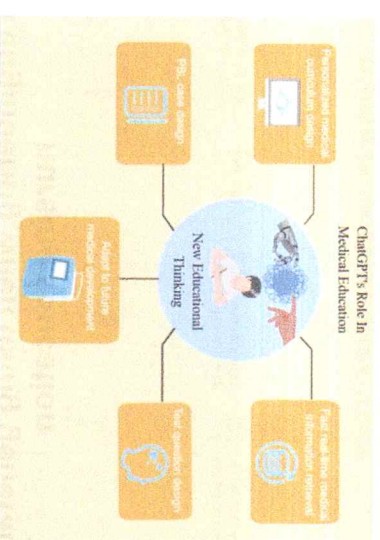 ChatGPT's Role In
Medical Education
Personalized medical
curriculum design
Fast real-time medical
information retrieval
New Educational
Thinking
PBL case design
Test question design
Adapt to future
medical development